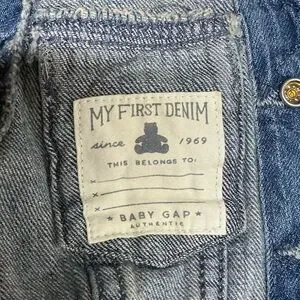 MY FIRST DENIM
since 1969
THIS BELONGS TO:
x
x
x
★ BABY GAP ★
AUTHENTIC